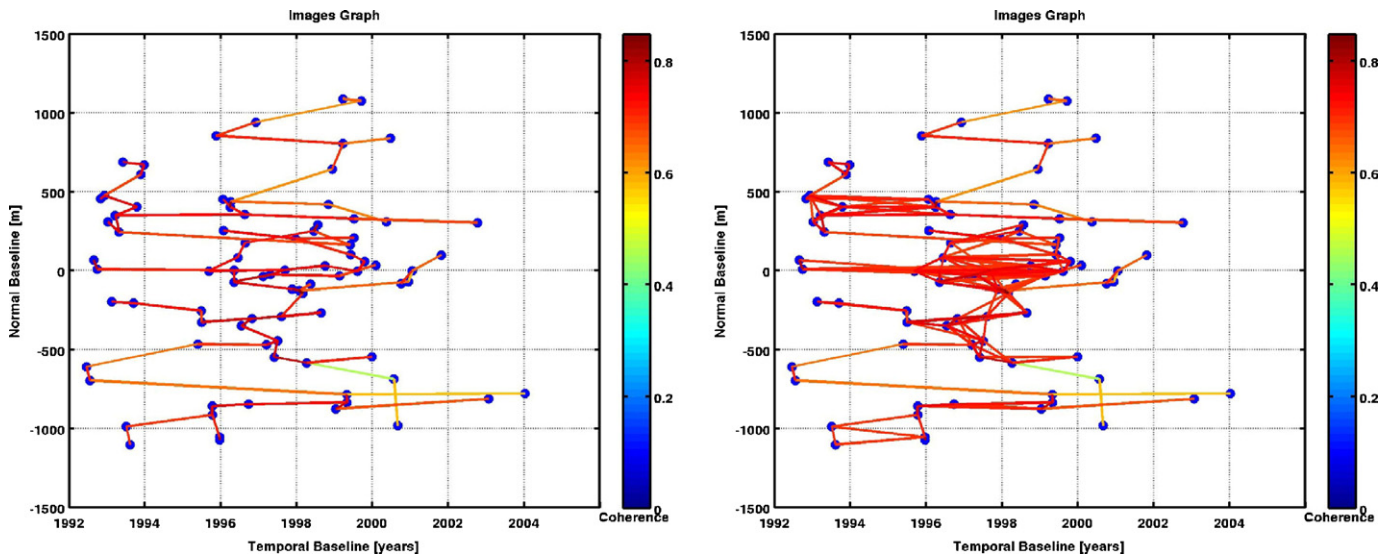 Images Graph
1500
1000
500
0
-500
-1000
-1500
Normal Baseline [m]
1992 1994 1996 1998 2000 2002 2004
Temporal Baseline [years]
0.8
0.6
0.4
0.2
0
Coherence
Images Graph
1500
1000
500
0
-500
-1000
-1500
Normal Baseline [m]
1992 1994 1996 1998 2000 2002 2004
Temporal Baseline [years]
0.8
0.6
0.4
0.2
0
Coherence